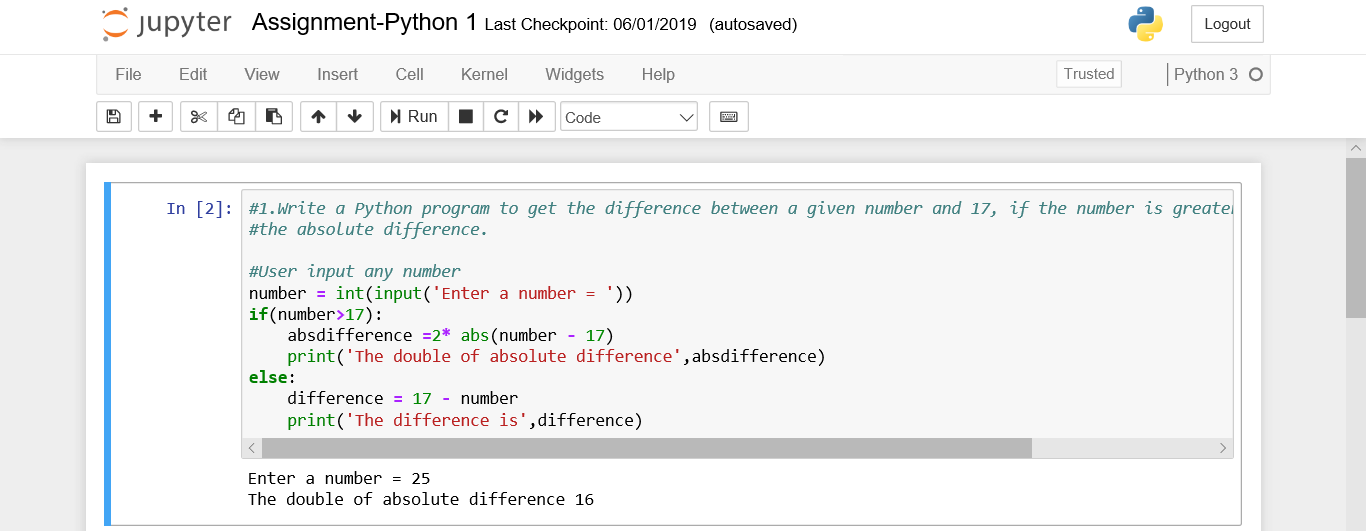 jupyter Assignment-Python 1 Last Checkpoint: 06/01/2019 (autosaved) Logout
File Edit View Insert Cell Kernel Widgets Help Trusted Python 3
Run Code
In [2]: #1.Write a Python program to get the difference between a given number and 17, if the number is greater
#the absolute difference.
#User input any number
number = int(input('Enter a number = '))
if(number>17):
    absdifference =2* abs(number - 17)
    print('The double of absolute difference',absdifference)
else:
    difference = 17 - number
    print('The difference is',difference)
Enter a number = 25
The double of absolute difference 16